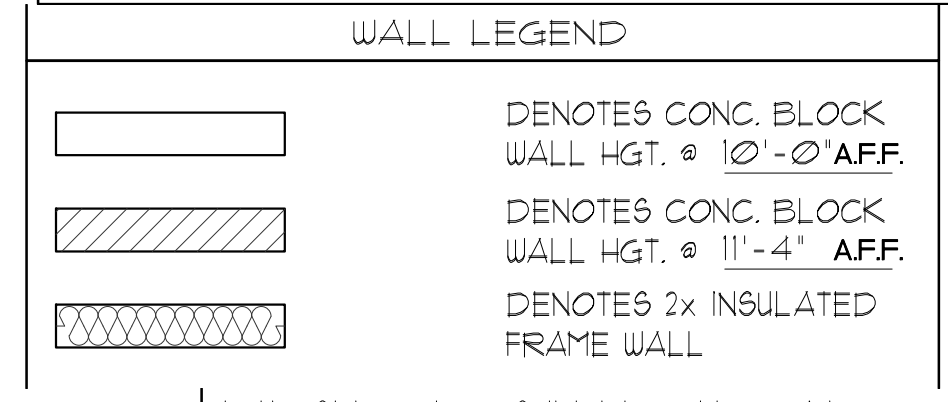 WALL LEGEND
DENOTES CONC. BLOCK
WALL HGT. @ 10'-0" A.F.F.
DENOTES CONC. BLOCK
WALL HGT. @ 11'-4" A.F.F.
DENOTES 2x INSULATED
FRAME WALL